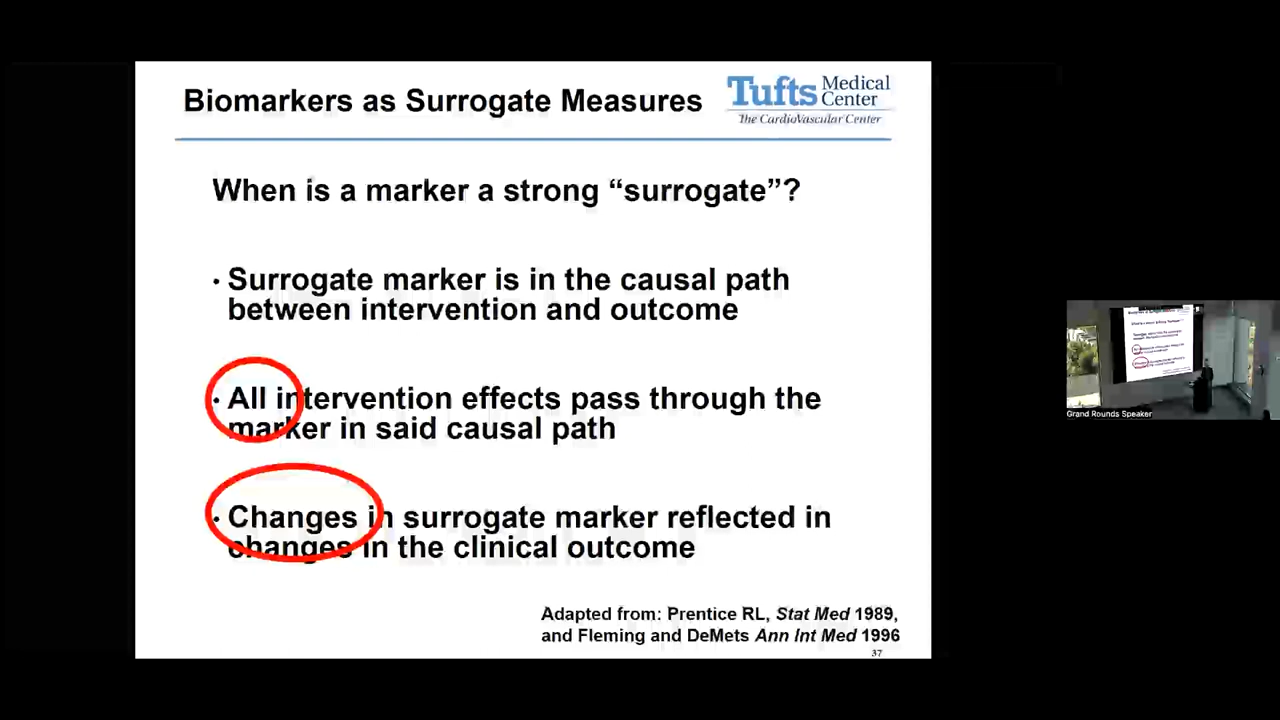 Biomarkers as Surrogate Measures
Tufts Medical Center
The CardioVascular Center
When is a marker a strong “surrogate”?
· Surrogate marker is in the causal path
between intervention and outcome
· All intervention effects pass through the
marker in said causal path
· Changes in surrogate marker reflected in
changes in the clinical outcome
Adapted from: Prentice RL, Stat Med 1989,
and Fleming and DeMets Ann Int Med 1996
37
Grand Rounds Speaker